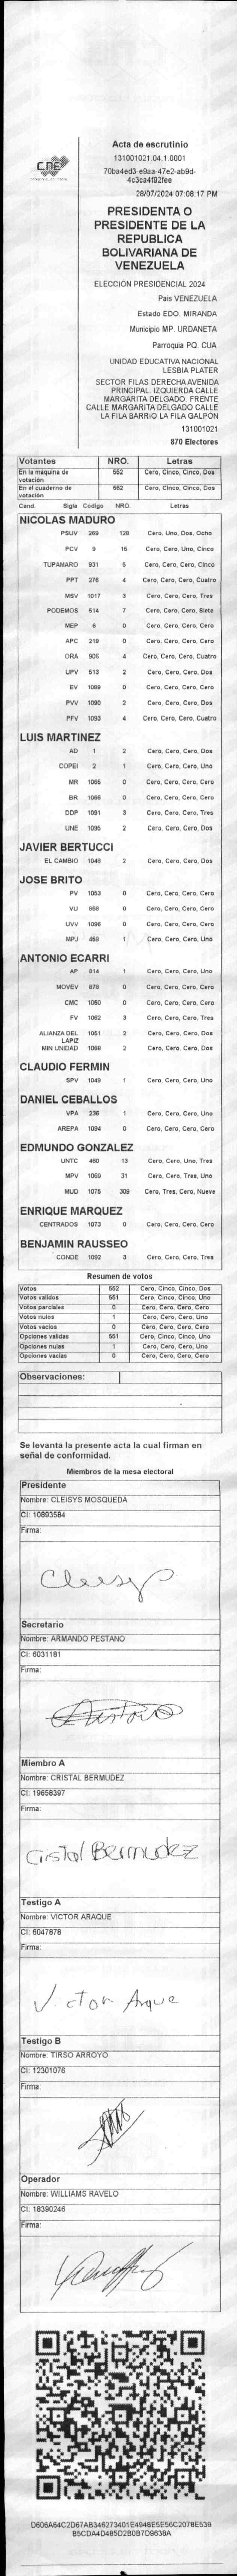 CNE
Acta de escrutinio
131001021.04.1.0001
70ba4ed3-e9aa-47e2-ab9d-
4c3ca4f92fee
28/07/2024 07:08:17 PM
PRESIDENTA O
PRESIDENTE DE LA
REPUBLICA
BOLIVARIANA DE
VENEZUELA
ELECCIÓN PRESIDENCIAL 2024
Pais VENEZUELA
Estado EDO. MIRANDA
Municipio MP. URDANETA
Parroquia PQ. CUA
UNIDAD EDUCATIVA NACIONAL
LESBIA PLATER
SECTOR FILAS DERECHA AVENIDA
PRINCIPAL. IZQUIERDA CALLE
MARGARITA DELGADO. FRENTE
CALLE MARGARITA DELGADO CALLE
LA FILA BARRIO LA FILA GALPÓN
131001021
870 Electores
Votantes NRO. Letras
En la máquina de votación 552 Cero, Cinco, Cinco, Dos
En el cuaderno de votación 552 Cero, Cinco, Cinco, Dos
Cand. Sigla Código NRO. Letras
NICOLAS MADURO
PSUV 269 128 Cero, Uno, Dos, Ocho
PCV 9 15 Cero, Cero, Uno, Cinco
TUPAMARO 931 5 Cero, Cero, Cero, Cinco
PPT 276 4 Cero, Cero, Cero, Cuatro
MSV 1017 3 Cero, Cero, Cero, Tres
PODEMOS 514 7 Cero, Cero, Cero, Siete
MEP 6 0 Cero, Cero, Cero, Cero
APC 219 0 Cero, Cero, Cero, Cero
ORA 906 4 Cero, Cero, Cero, Cuatro
UPV 513 2 Cero, Cero, Cero, Dos
EV 1089 0 Cero, Cero, Cero, Cero
PVV 1090 2 Cero, Cero, Cero, Dos
PFV 1093 4 Cero, Cero, Cero, Cuatro
LUIS MARTINEZ
AD 1 2 Cero, Cero, Cero, Dos
COPEI 2 1 Cero, Cero, Cero, Uno
MR 1065 0 Cero, Cero, Cero, Cero
BR 1066 0 Cero, Cero, Cero, Cero
DDP 1091 3 Cero, Cero, Cero, Tres
UNE 1095 2 Cero, Cero, Cero, Dos
JAVIER BERTUCCI
EL CAMBIO 1048 2 Cero, Cero, Cero, Dos
JOSE BRITO
PV 1053 0 Cero, Cero, Cero, Cero
VU 968 0 Cero, Cero, Cero, Cero
UVV 1096 0 Cero, Cero, Cero, Cero
MPJ 459 1 Cero, Cero, Cero, Uno
ANTONIO ECARRI
AP 914 1 Cero, Cero, Cero, Uno
MOVEV 978 0 Cero, Cero, Cero, Cero
CMC 1050 0 Cero, Cero, Cero, Cero
FV 1062 3 Cero, Cero, Cero, Tres
ALIANZA DEL LAPIZ 1051 2 Cero, Cero, Cero, Dos
MIN UNIDAD 1068 2 Cero, Cero, Cero, Dos
CLAUDIO FERMIN
SPV 1049 1 Cero, Cero, Cero, Uno
DANIEL CEBALLOS
VPA 236 1 Cero, Cero, Cero, Uno
AREPA 1094 0 Cero, Cero, Cero, Cero
EDMUNDO GONZALEZ
UNTC 460 13 Cero, Cero, Uno, Tres
MPV 1069 31 Cero, Cero, Tres, Uno
MUD 1075 309 Cero, Tres, Cero, Nueve
ENRIQUE MARQUEZ
CENTRADOS 1073 0 Cero, Cero, Cero, Cero
BENJAMIN RAUSSEO
CONDE 1092 3 Cero, Cero, Cero, Tres
Resumen de votos
Votos 552 Cero, Cinco, Cinco, Dos
Votos validos 551 Cero, Cinco, Cinco, Uno
Votos parciales 0 Cero, Cero, Cero, Cero
Votos nulos 1 Cero, Cero, Cero, Uno
Votos vacíos 0 Cero, Cero, Cero, Cero
Opciones validas 551 Cero, Cinco, Cinco, Uno
Opciones nulas 1 Cero, Cero, Cero, Uno
Opciones vacías 0 Cero, Cero, Cero, Cero
Observaciones:
Se levanta la presente acta la cual firman en
señal de conformidad.
Miembros de la mesa electoral
Presidente
Nombre: CLEISYS MOSQUEDA
CI: 10893584
Firma:
Cleisy
Secretario
Nombre: ARMANDO PESTANO
CI: 6031181
Firma:
Miembro A
Nombre: CRISTAL BERMUDEZ
CI: 19658397
Firma:
Cristal Bermudez
Testigo A
Nombre: VICTOR ARAQUE
CI: 6047878
Firma:
Victor Arque
Testigo B
Nombre: TIRSO ARROYO
CI: 12301076
Firma:
Operador
Nombre: WILLIAMS RAVELO
CI: 18390246
Firma:
D606A64C2D67AB346273401E4948E5E56C2078E539
B5CDA4D485D2B0B7D9638A